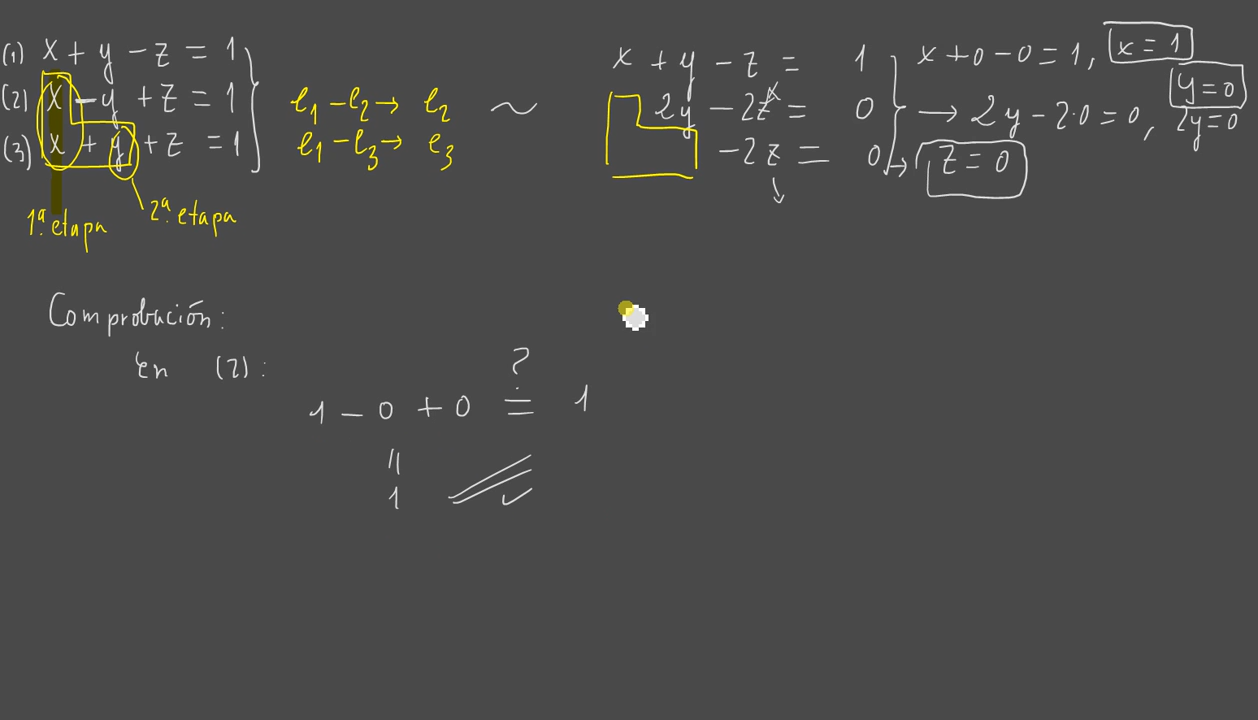 (1) x + y - z = 1
(2) x - y + z = 1
(3) x + y + z = 1
e₁ - e₂ → e₂
e₁ - e₃ → e₃
~
x + y - z = 1
2y - 2z = 0
-2z = 0
x + 0 - 0 = 1, x = 1
→ 2y - 2·0 = 0, 2y = 0
y = 0
→ z = 0
1ª etapa
2ª etapa
Comprobación:
En (2):
?
1 - 0 + 0 = 1
"
1
✓